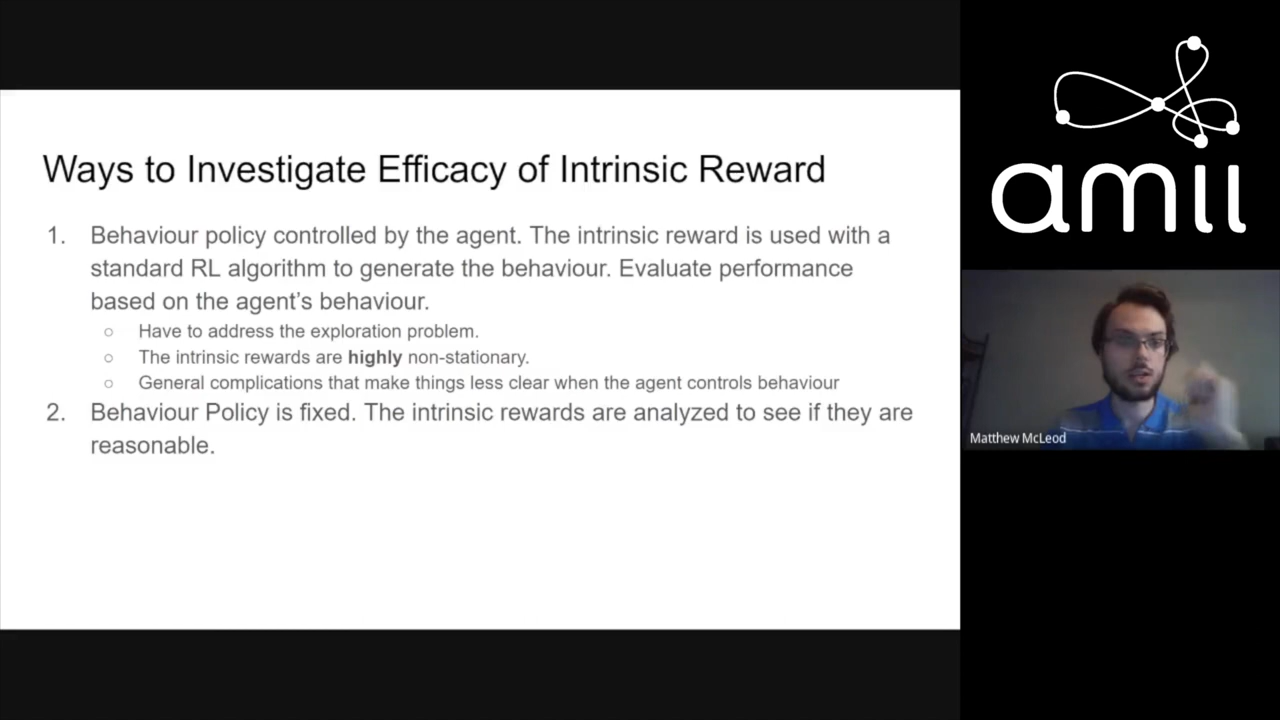 Ways to Investigate Efficacy of Intrinsic Reward
1. Behaviour policy controlled by the agent. The intrinsic reward is used with a
standard RL algorithm to generate the behaviour. Evaluate performance
based on the agent's behaviour.
○ Have to address the exploration problem.
○ The intrinsic rewards are highly non-stationary.
○ General complications that make things less clear when the agent controls behaviour
2. Behaviour Policy is fixed. The intrinsic rewards are analyzed to see if they are
reasonable.
amii
Matthew McLeod